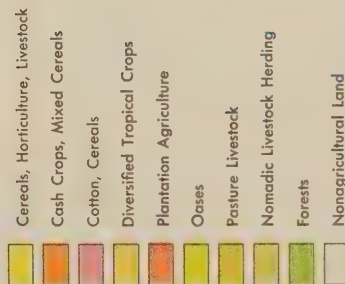 Cereals, Horticulture, Livestock
Cash Crops, Mixed Cereals
Cotton, Cereals
Diversified Tropical Crops
Plantation Agriculture
Oases
Pasture Livestock
Nomadic Livestock Herding
Forests
Nonagricultural Land